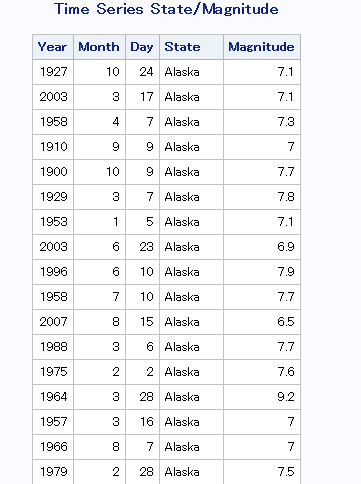 Time Series State/Magnitude
Year Month Day State Magnitude
1927 10 24 Alaska 7.1
2003 3 17 Alaska 7.1
1958 4 7 Alaska 7.3
1910 9 9 Alaska 7
1900 10 9 Alaska 7.7
1929 3 7 Alaska 7.8
1953 1 5 Alaska 7.1
2003 6 23 Alaska 6.9
1996 6 10 Alaska 7.9
1958 7 10 Alaska 7.7
2007 8 15 Alaska 6.5
1988 3 6 Alaska 7.7
1975 2 2 Alaska 7.6
1964 3 28 Alaska 9.2
1957 3 16 Alaska 7
1966 8 7 Alaska 7
1979 2 28 Alaska 7.5